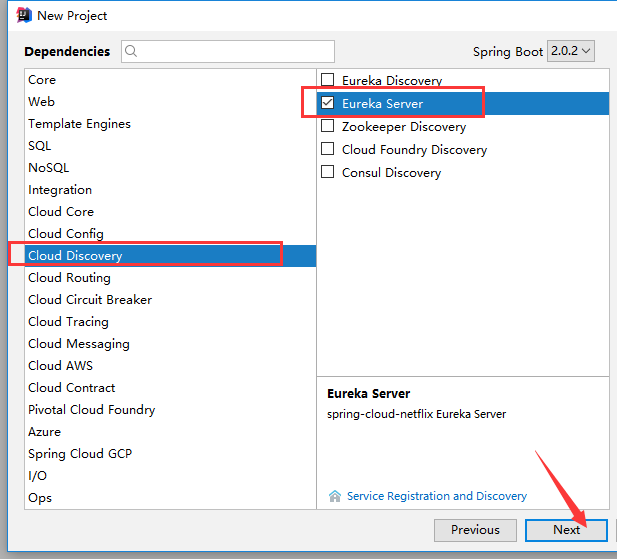 New Project
Dependencies
Spring Boot 2.0.2
Core
Web
Template Engines
SQL
NoSQL
Integration
Cloud Core
Cloud Config
Cloud Discovery
Cloud Routing
Cloud Circuit Breaker
Cloud Tracing
Cloud Messaging
Cloud AWS
Cloud Contract
Pivotal Cloud Foundry
Azure
Spring Cloud GCP
I/O
Ops
Eureka Discovery
Eureka Server
Zookeeper Discovery
Cloud Foundry Discovery
Consul Discovery
Eureka Server
spring-cloud-netflix Eureka Server
Service Registration and Discovery
Previous
Next